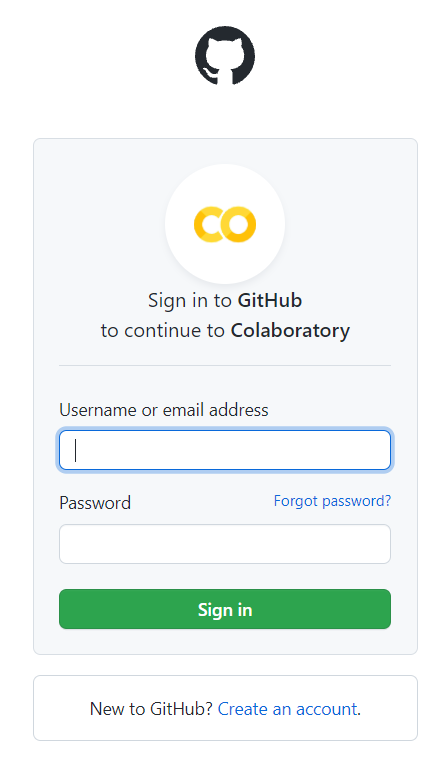 Sign in to GitHub
to continue to Colaboratory
Username or email address
Password Forgot password?
Sign in
New to GitHub? Create an account.